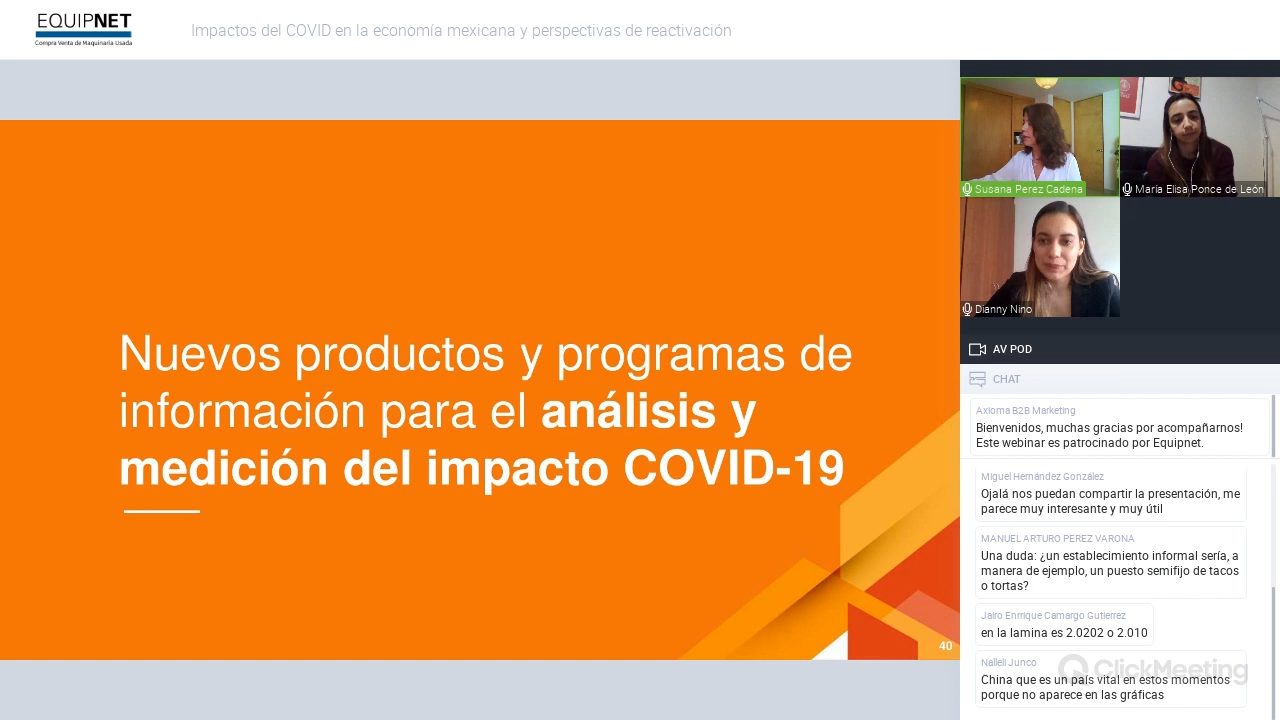 EQUIPNET
Compra Venta de Maquinaria Usada
Impactos del COVID en la economía mexicana y perspectivas de reactivación
Nuevos productos y programas de
información para el análisis y
medición del impacto COVID-19
40
Susana Perez Cadena
María Elisa Ponce de León
Dianny Nino
AV POD
CHAT
Axioma B2B Marketing
Bienvenidos, muchas gracias por acompañarnos!
Este webinar es patrocinado por Equipnet.
Miguel Hernández González
Ojalá nos puedan compartir la presentación, me
parece muy interesante y muy útil
MANUEL ARTURO PEREZ VARONA
Una duda: ¿un establecimiento informal sería, a
manera de ejemplo, un puesto semifijo de tacos
o tortas?
Jairo Enrrique Camargo Gutierrez
en la lamina es 2.0202 o 2.010
Nalleli Junco
ClickMeeting
China que es un país vital en estos momentos
porque no aparece en las gráficas